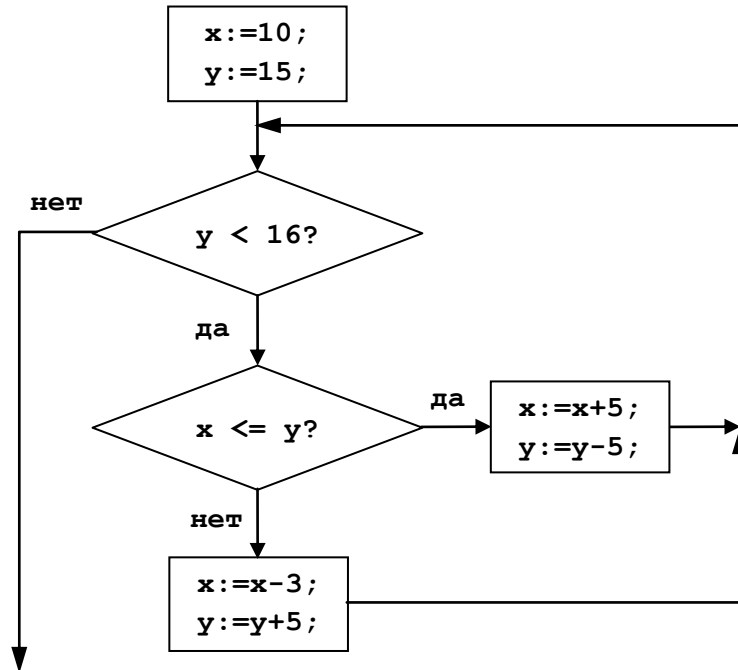 x:=10;
y:=15;
нет
y < 16?
да
x <= y?
да
x:=x+5;
y:=y-5;
нет
x:=x-3;
y:=y+5;